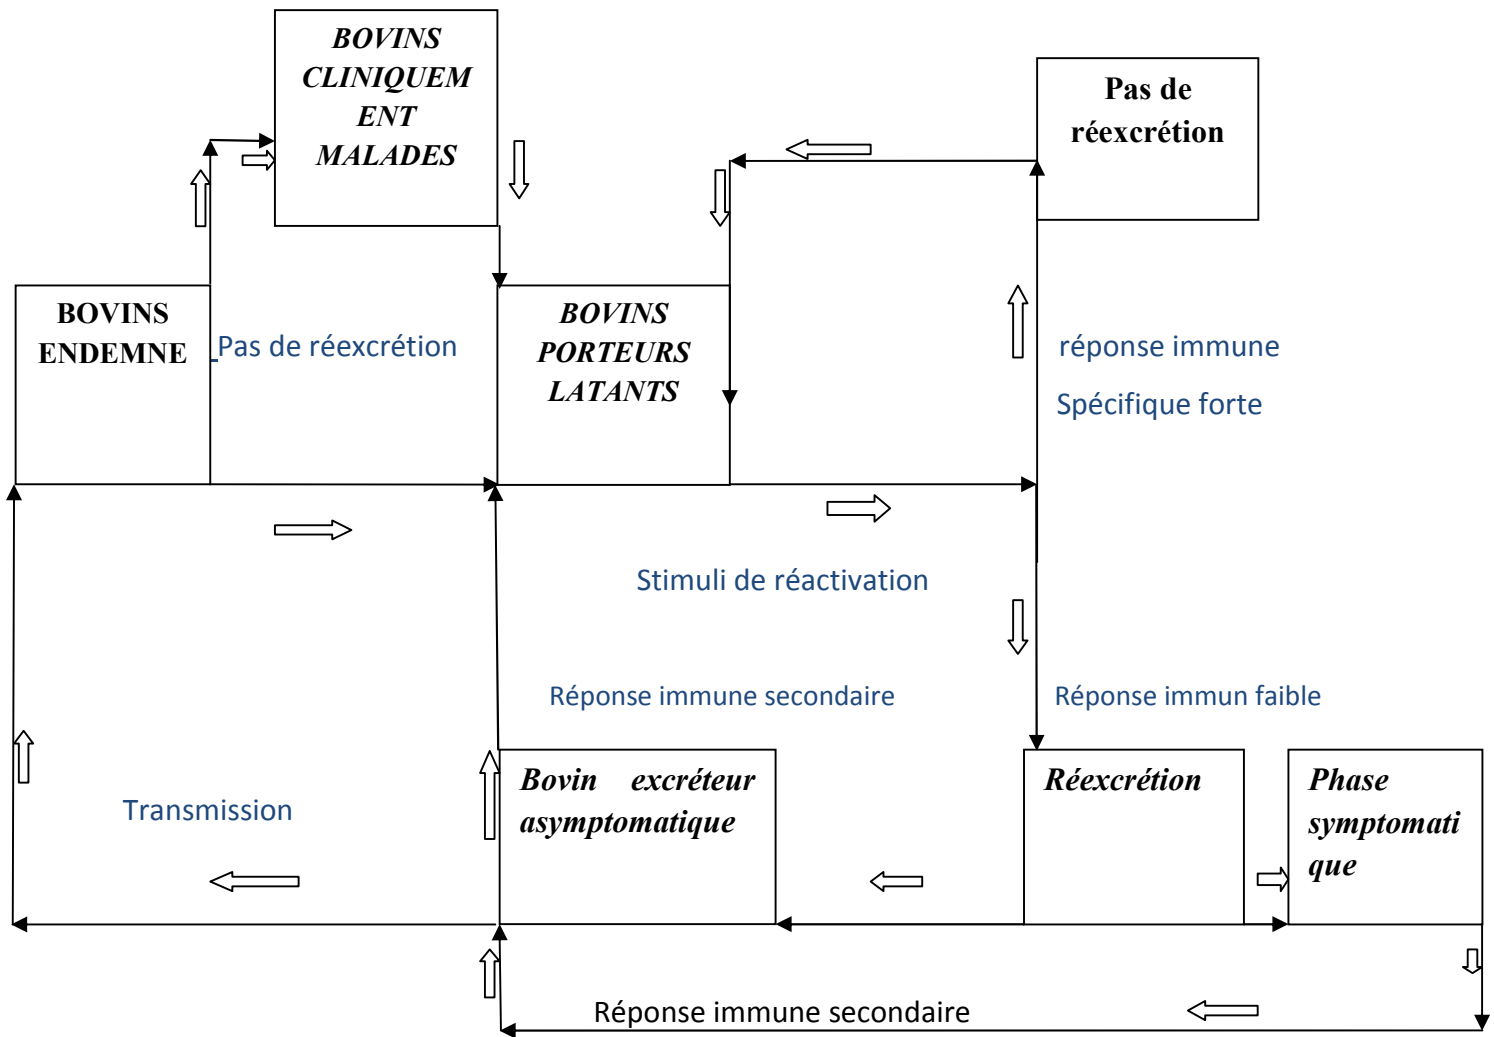 BOVINS
CLINIQUEM
ENT
MALADES
Pas de
réexcrétion
BOVINS
ENDEMNE
Pas de réexcrétion
BOVINS
PORTEURS
LATANTS
réponse immune
Spécifique forte
Stimuli de réactivation
Réponse immune secondaire
Réponse immun faible
Transmission
Bovin excréteur
asymptomatique
Réexcrétion
Phase
symptomati
que
Réponse immune secondaire